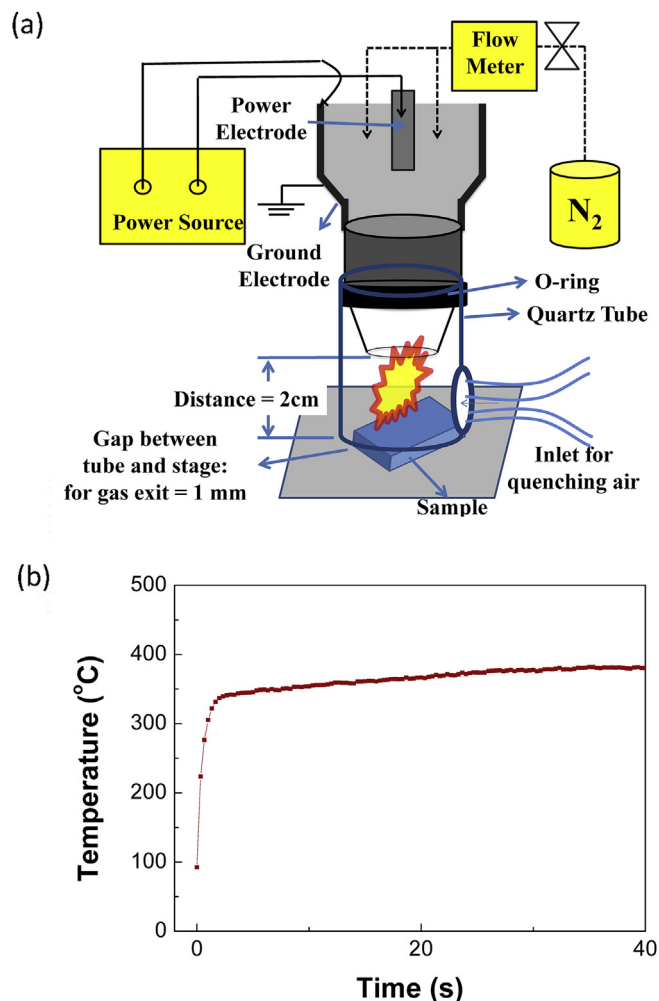 (a)
Flow
Meter
Power
Electrode
Power Source
N2
Ground
Electrode
O-ring
Quartz Tube
Distance = 2cm
Gap between
tube and stage:
for gas exit = 1 mm
Inlet for
quenching air
Sample
(b)
500
400
300
200
100
0
Temperature (°C)
0 20 40
Time (s)